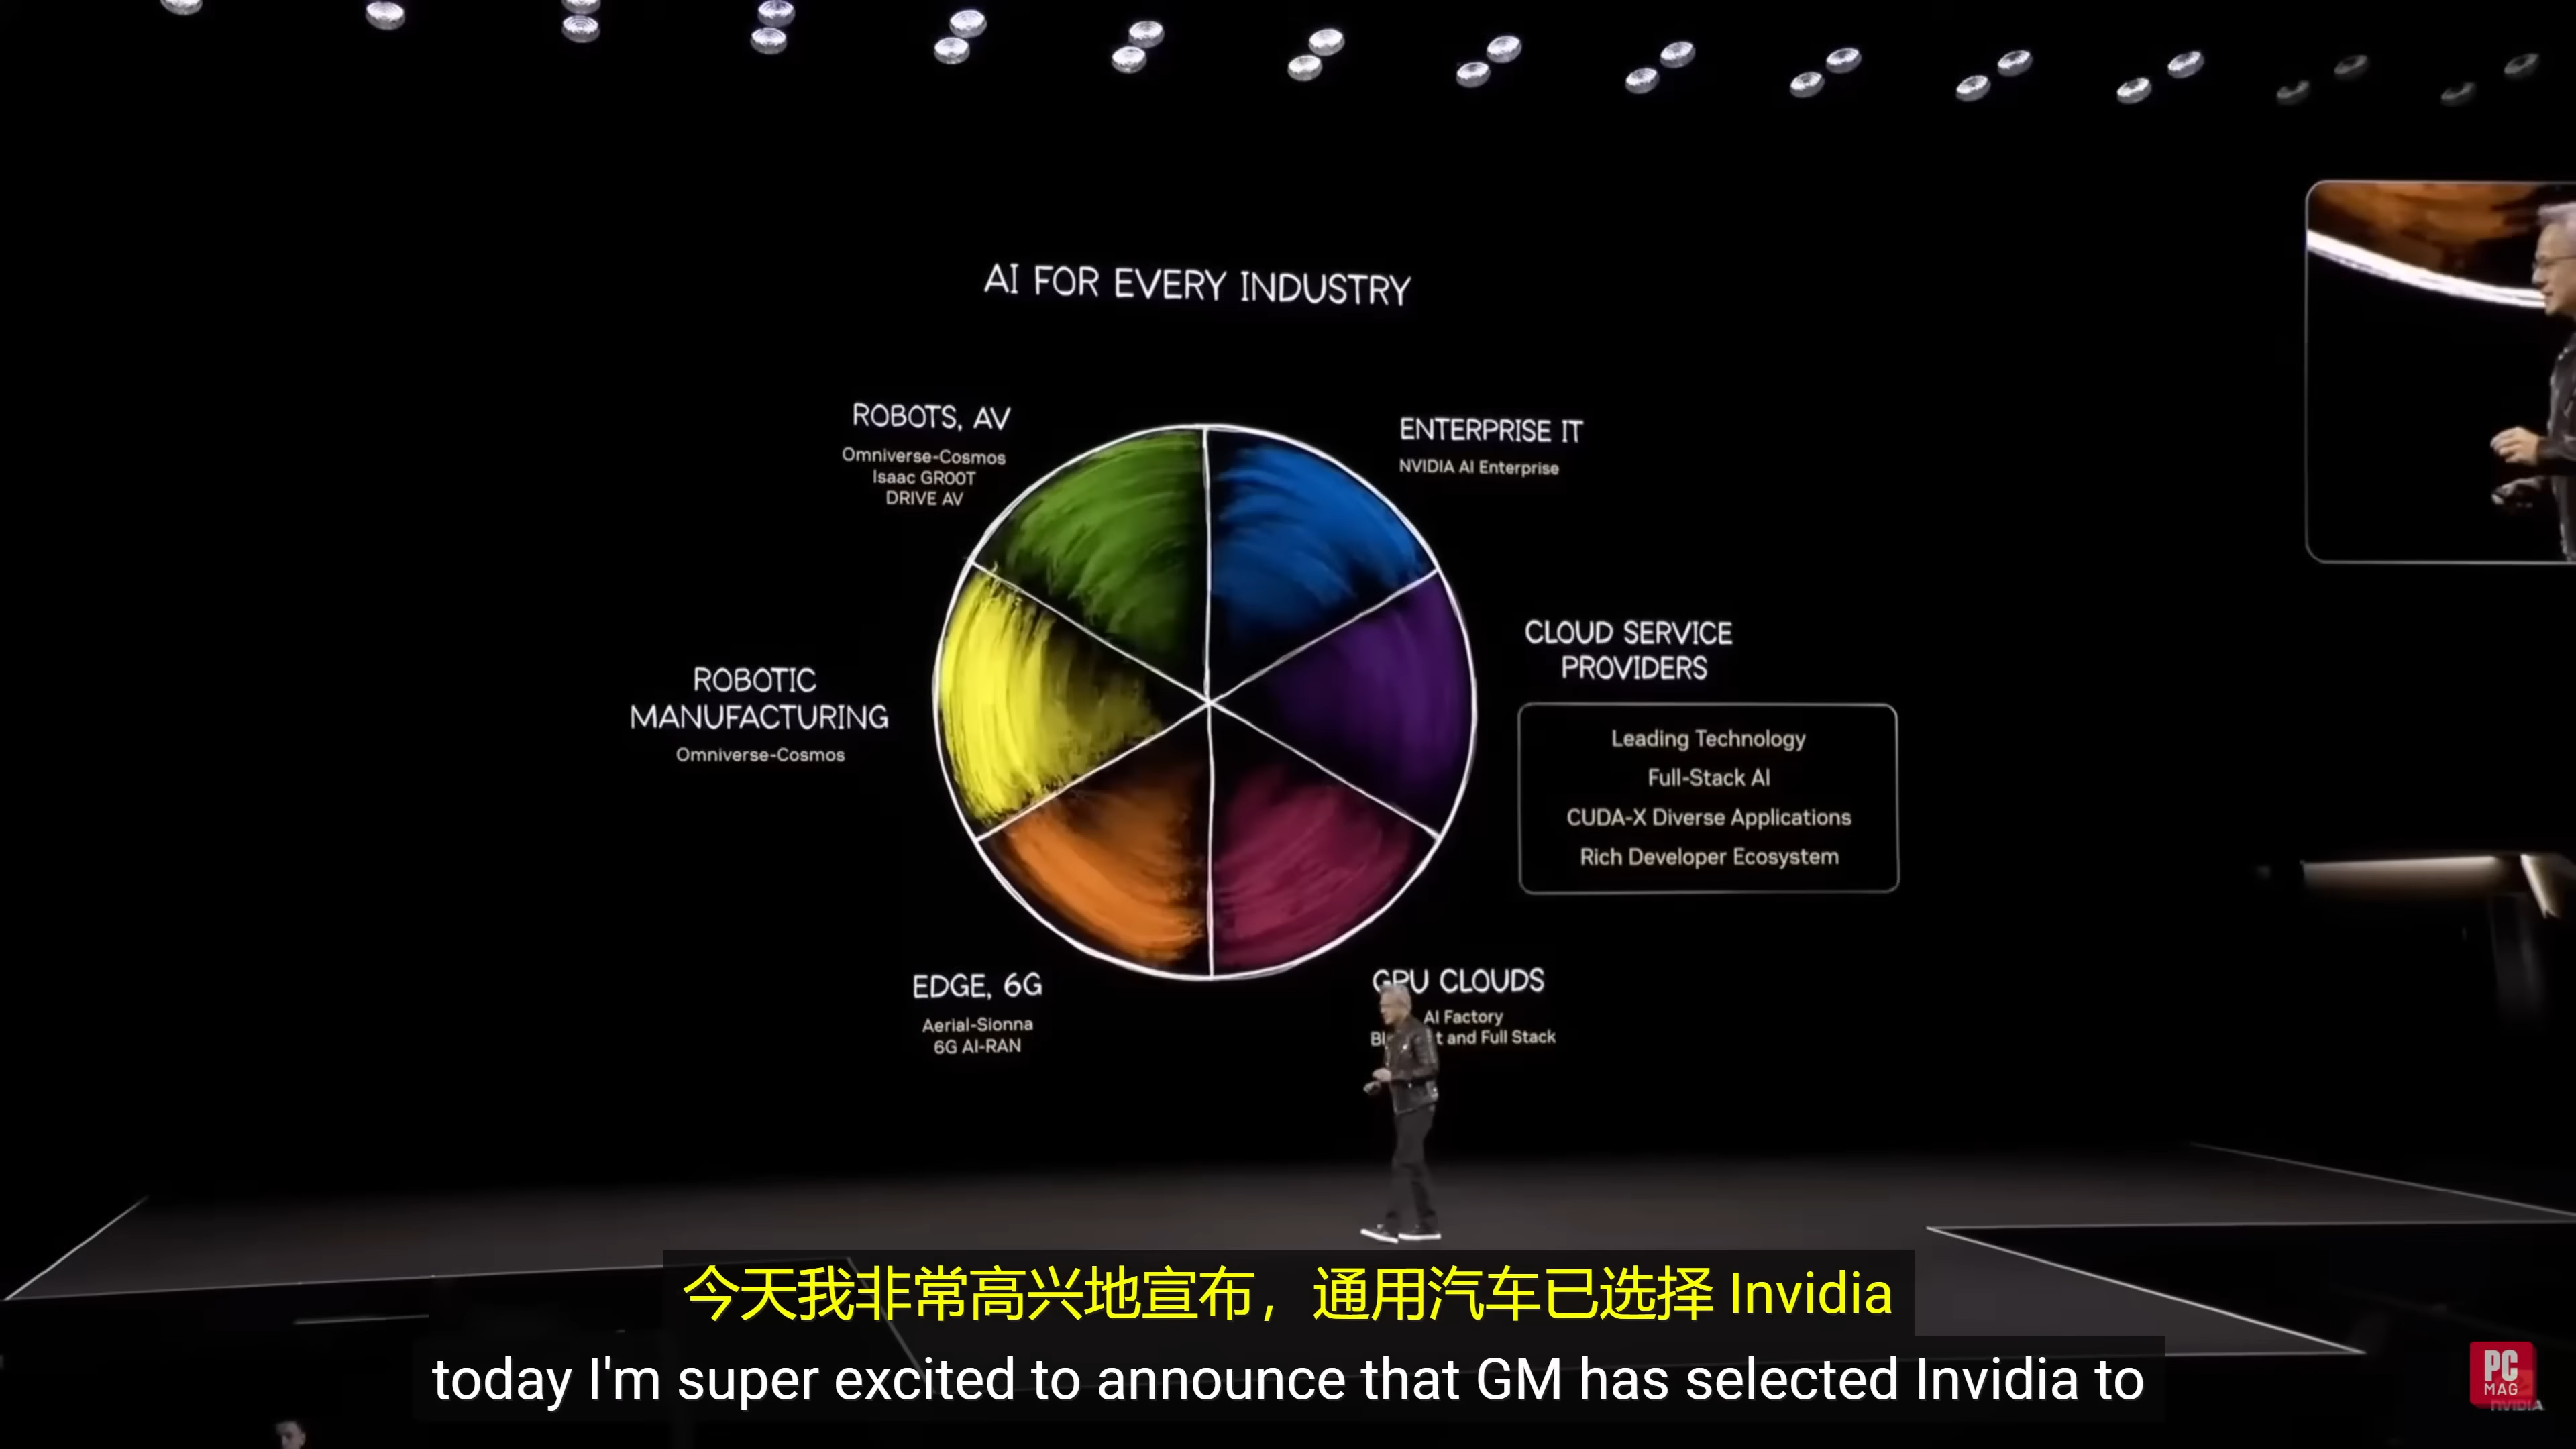 AI FOR EVERY INDUSTRY
ROBOTS, AV
Omniverse-Cosmos
Isaac GR00T
DRIVE AV
ENTERPRISE IT
NVIDIA AI Enterprise
CLOUD SERVICE
PROVIDERS
Leading Technology
Full-Stack AI
CUDA-X Diverse Applications
Rich Developer Ecosystem
ROBOTIC
MANUFACTURING
Omniverse-Cosmos
EDGE, 6G
Aerial-Sionna
6G AI-RAN
GPU CLOUDS
AI Factory
and Full Stack
今天我非常高兴地宣布，通用汽车已选择 Invidia
today I'm super excited to announce that GM has selected Invidia to
PC
MAG
NVIDIA